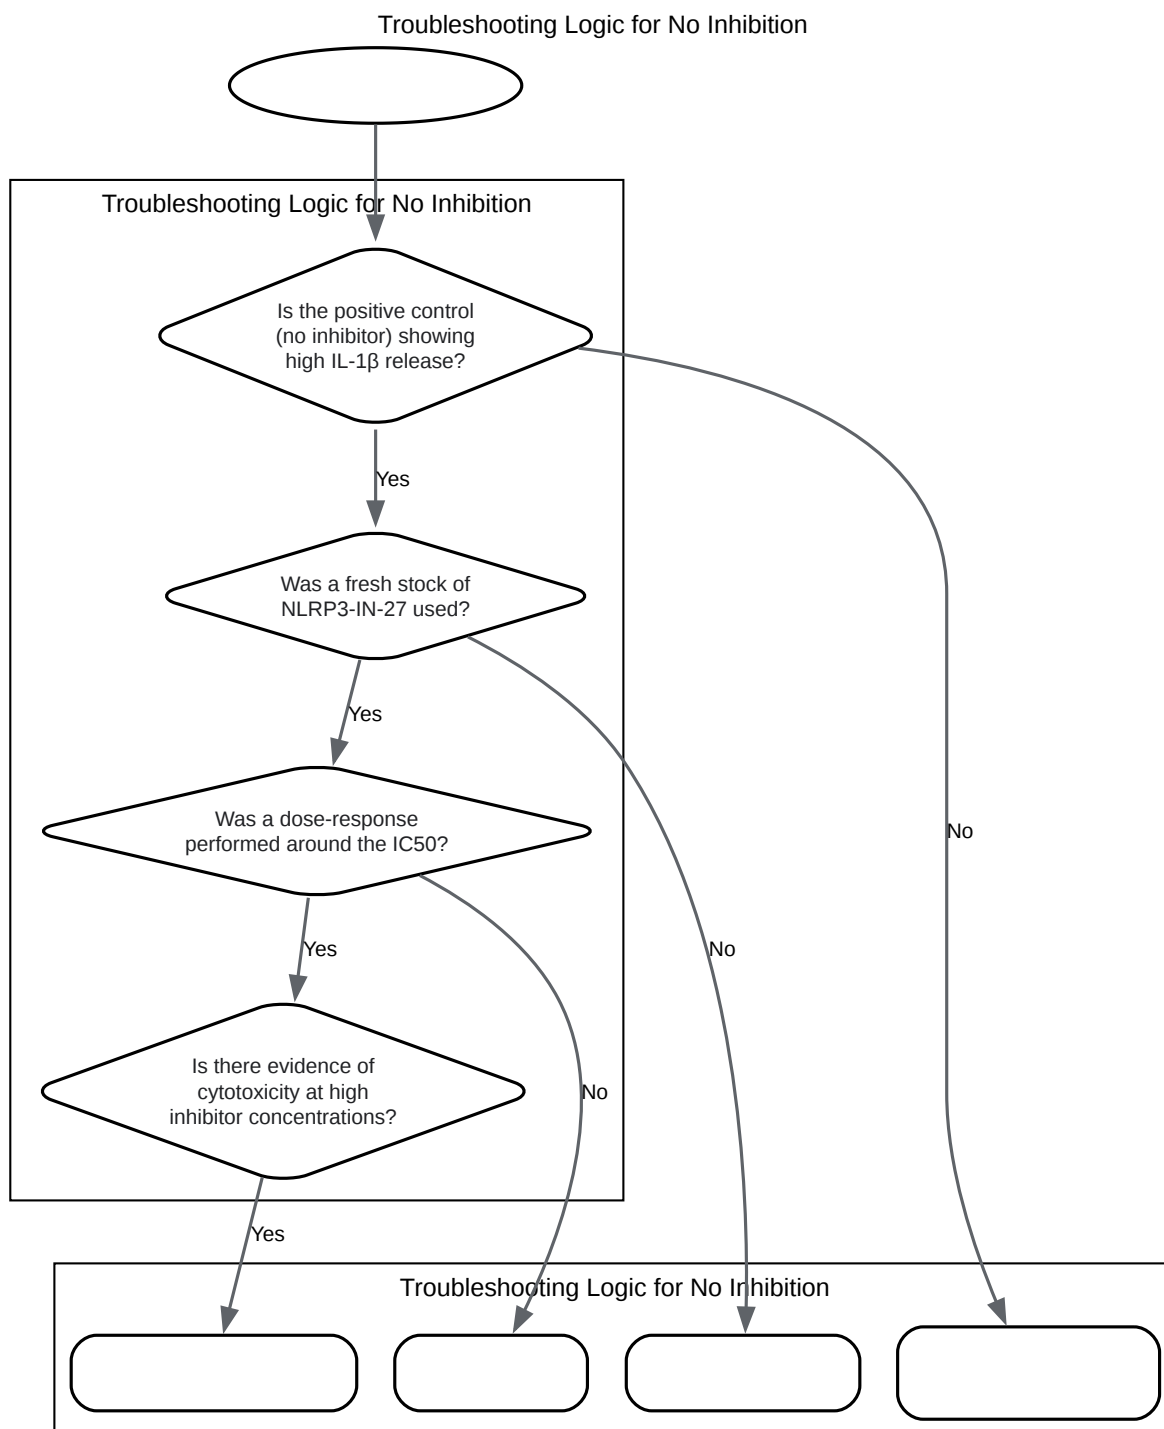 Troubleshooting Logic for No Inhibition
Troubleshooting Logic for No Inhibition
Is the positive control
(no inhibitor) showing
high IL-1β release?
Yes
Was a fresh stock of
NLRP3-IN-27 used?
Yes
Was a dose-response
performed around the IC50?
No
Yes
No
Is there evidence of
cytotoxicity at high
inhibitor concentrations?
No
Yes
Troubleshooting Logic for No Inhibition